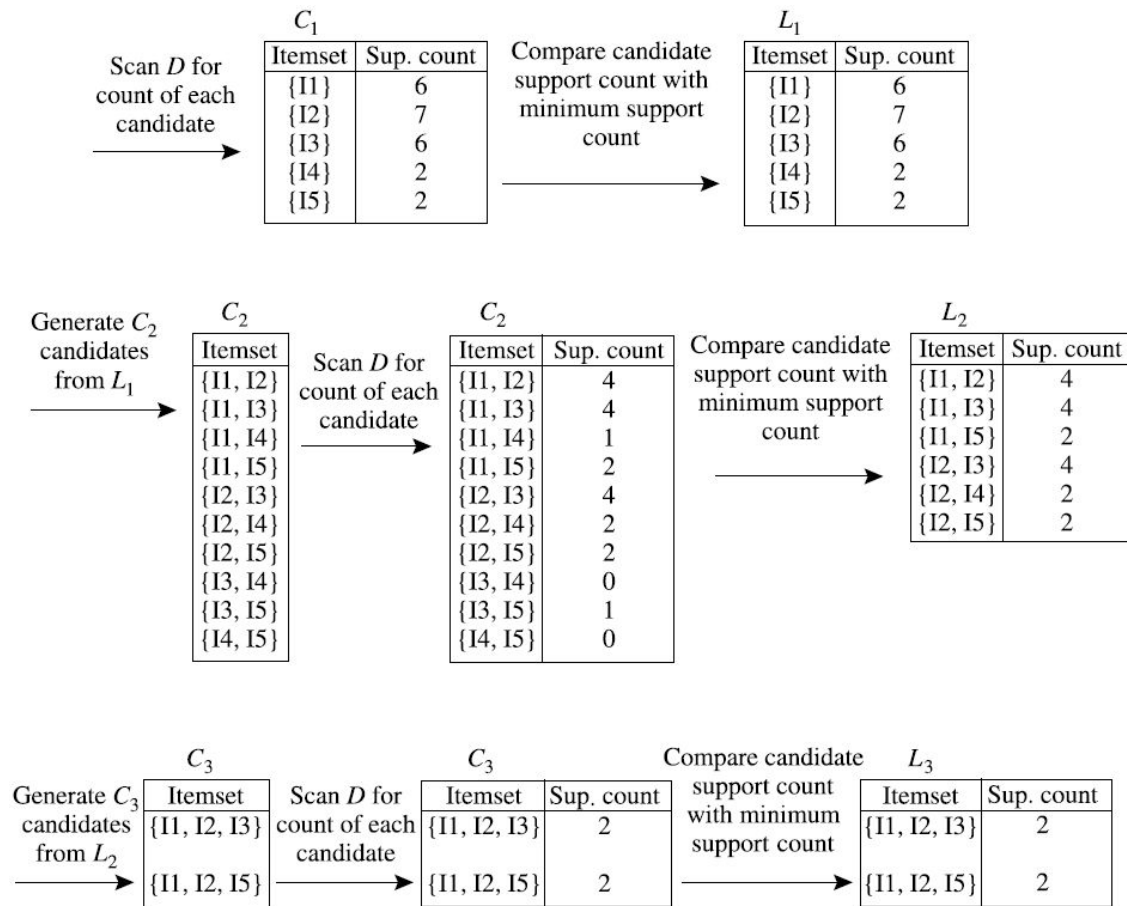 C1
Itemset Sup. count
{I1} 6
{I2} 7
{I3} 6
{I4} 2
{I5} 2
Scan D for
count of each
candidate
Compare candidate
support count with
minimum support
count
L1
Itemset Sup. count
{I1} 6
{I2} 7
{I3} 6
{I4} 2
{I5} 2
Generate C2
candidates
from L1
C2
Itemset
{I1, I2}
{I1, I3}
{I1, I4}
{I1, I5}
{I2, I3}
{I2, I4}
{I2, I5}
{I3, I4}
{I3, I5}
{I4, I5}
Scan D for
count of each
candidate
C2
Itemset Sup. count
{I1, I2} 4
{I1, I3} 4
{I1, I4} 1
{I1, I5} 2
{I2, I3} 4
{I2, I4} 2
{I2, I5} 2
{I3, I4} 0
{I3, I5} 1
{I4, I5} 0
Compare candidate
support count with
minimum support
count
L2
Itemset Sup. count
{I1, I2} 4
{I1, I3} 4
{I1, I5} 2
{I2, I3} 4
{I2, I4} 2
{I2, I5} 2
Generate C3
candidates
from L2
C3
Itemset
{I1, I2, I3}
{I1, I2, I5}
Scan D for
count of each
candidate
C3
Itemset Sup. count
{I1, I2, I3} 2
{I1, I2, I5} 2
Compare candidate
support count
with minimum
support count
L3
Itemset Sup. count
{I1, I2, I3} 2
{I1, I2, I5} 2